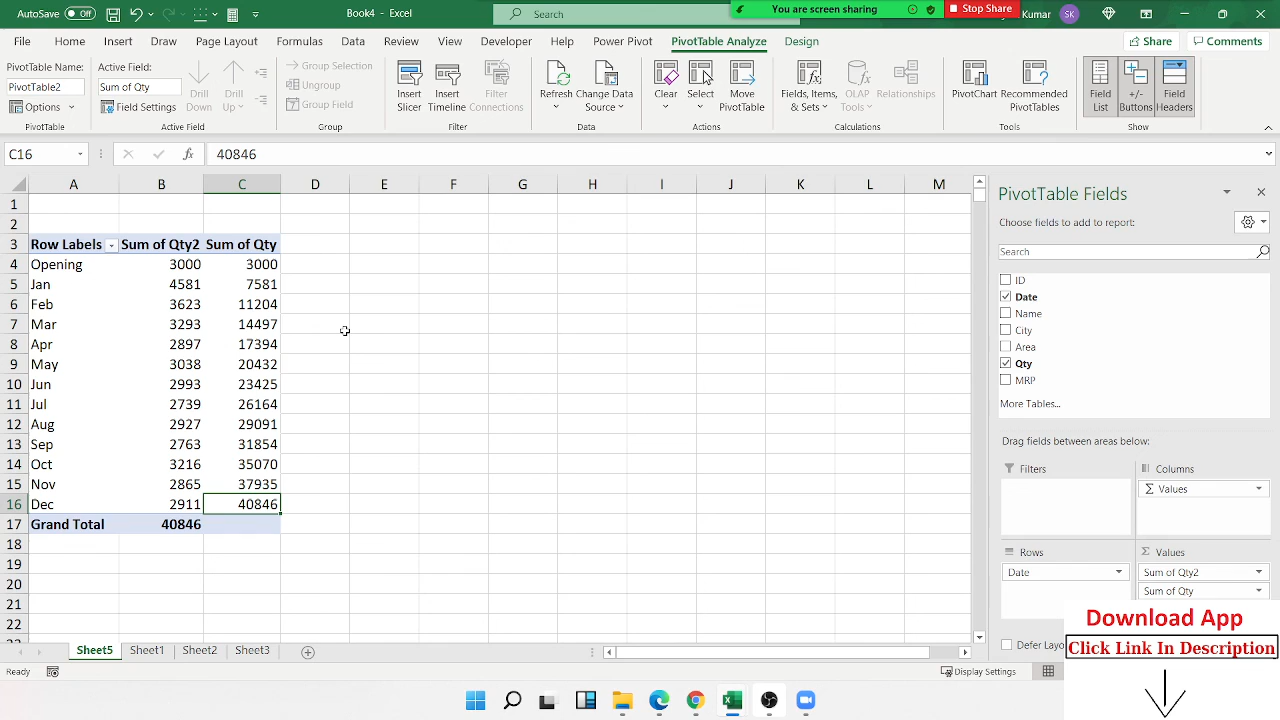 AutoSave Off Book4 - Excel Search You are screen sharing Stop Share Kumar SK
File Home Insert Draw Page Layout Formulas Data Review View Developer Help Power Pivot PivotTable Analyze Design Share Comments
PivotTable Name: Active Field: Group Selection
PivotTable2 Sum of Qty Drill Down Drill Up Ungroup Insert Slicer Insert Timeline Filter Connections Refresh Change Data Source Clear Select Move PivotTable Fields, Items, & Sets OLAP Tools Relationships PivotChart Recommended PivotTables Field List +/- Buttons Field Headers
Options Field Settings Group Field
PivotTable Active Field Group Filter Data Actions Calculations Tools Show
C16 fx 40846
A B C D E F G H I J K L M
1
2
3 Row Labels Sum of Qty2 Sum of Qty
4 Opening 3000 3000
5 Jan 4581 7581
6 Feb 3623 11204
7 Mar 3293 14497
8 Apr 2897 17394
9 May 3038 20432
10 Jun 2993 23425
11 Jul 2739 26164
12 Aug 2927 29091
13 Sep 2763 31854
14 Oct 3216 35070
15 Nov 2865 37935
16 Dec 2911 40846
17 Grand Total 40846
18
19
20
21
22
PivotTable Fields
Choose fields to add to report:
Search
ID
Date
Name
City
Area
Qty
MRP
More Tables...
Drag fields between areas below:
Filters Columns
Σ Values
Rows Σ Values
Date Sum of Qty2
Sum of Qty
Defer Layo
Download App
Click Link In Description
Sheet5 Sheet1 Sheet2 Sheet3
Ready Display Settings